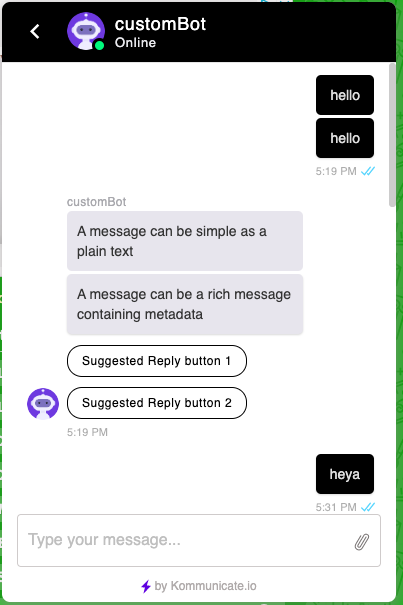 customBot
Online
hello
hello
5:19 PM
customBot
A message can be simple as a
plain text
A message can be a rich message
containing metadata
Suggested Reply button 1
Suggested Reply button 2
5:19 PM
heya
5:31 PM
Type your message...
by Kommunicate.io